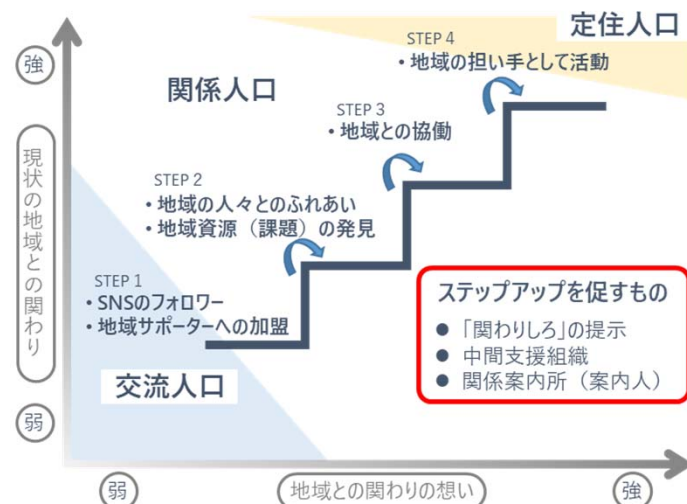 定住人口
STEP 4
・地域の担い手として活動
強
関係人口
STEP 3
・地域との協働
現状の地域との関わり
STEP 2
・地域の人々とのふれあい
・地域資源（課題）の発見
STEP 1
・SNSのフォロワー
・地域サポーターへの加盟
ステップアップを促すもの
● 「関わりしろ」の提示
● 中間支援組織
● 関係案内所（案内人）
交流人口
弱
弱
地域との関わりの想い
強